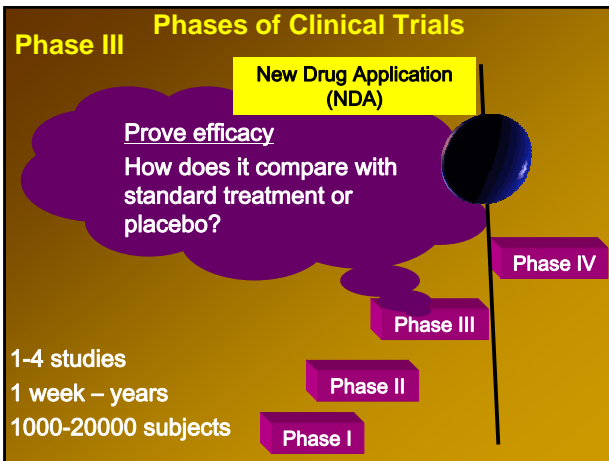 Phases of Clinical Trials
Phase III
New Drug Application
(NDA)
Prove efficacy
How does it compare with
standard treatment or
placebo?
Phase IV
Phase III
Phase II
Phase I
1-4 studies
1 week – years
1000-20000 subjects